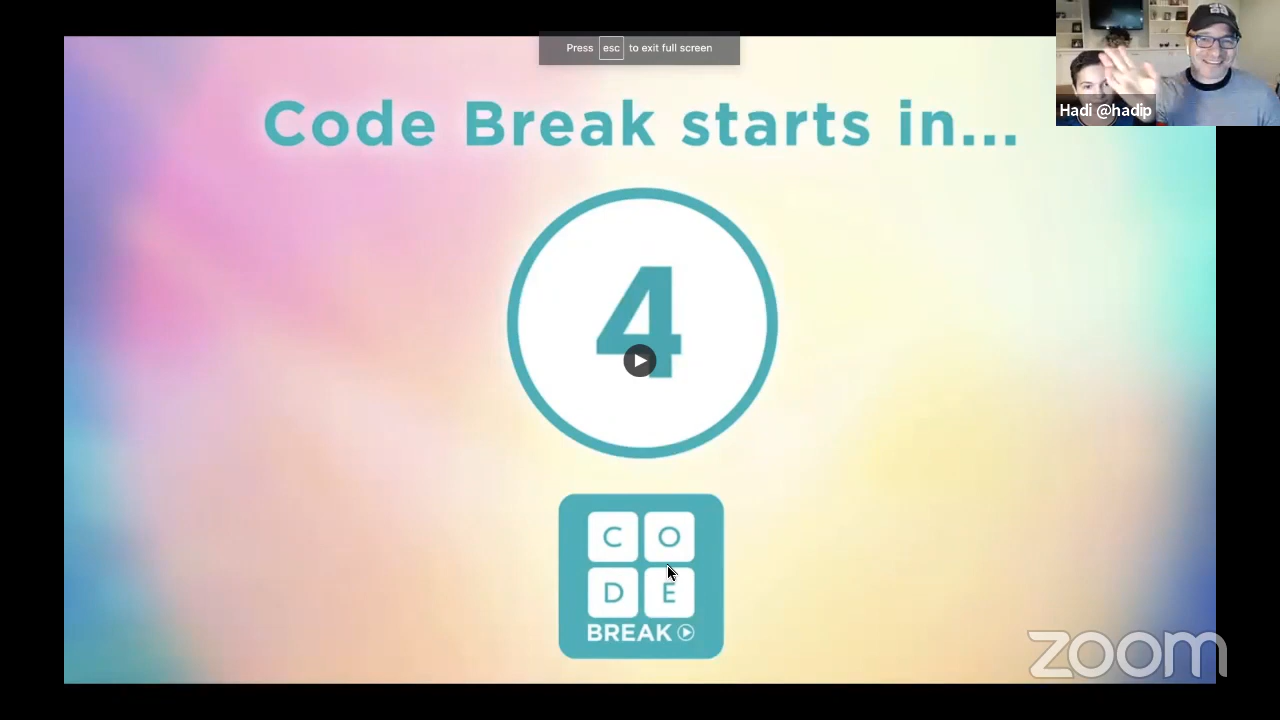 Press esc to exit full screen
Hadi @hadip
Code Break starts in...
4
C O
D E
BREAK
zoom